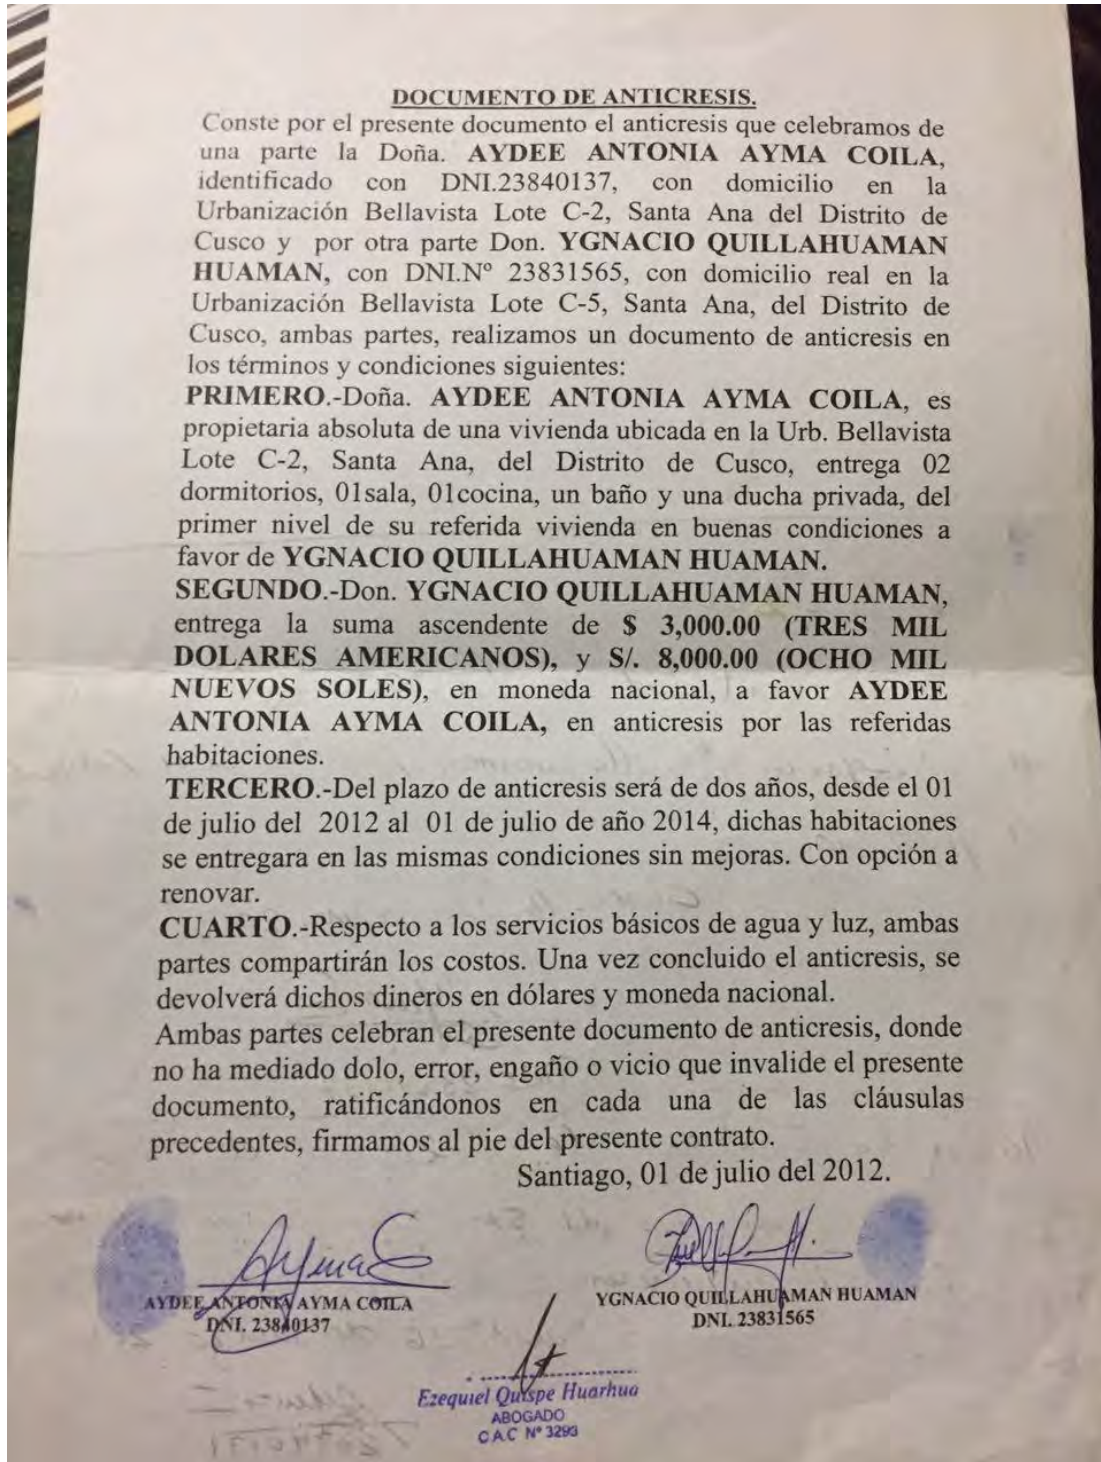 DOCUMENTO DE ANTICRESIS.
Conste por el presente documento el anticresis que celebramos de
una parte la Doña. AYDEE ANTONIA AYMA COILA,
identificado con DNI.23840137, con domicilio en la
Urbanización Bellavista Lote C-2, Santa Ana del Distrito de
Cusco y por otra parte Don. YGNACIO QUILLAHUAMAN
HUAMAN, con DNI.Nº 23831565, con domicilio real en la
Urbanización Bellavista Lote C-5, Santa Ana, del Distrito de
Cusco, ambas partes, realizamos un documento de anticresis en
los términos y condiciones siguientes:
PRIMERO.-Doña. AYDEE ANTONIA AYMA COILA, es
propietaria absoluta de una vivienda ubicada en la Urb. Bellavista
Lote C-2, Santa Ana, del Distrito de Cusco, entrega 02
dormitorios, 01sala, 01cocina, un baño y una ducha privada, del
primer nivel de su referida vivienda en buenas condiciones a
favor de YGNACIO QUILLAHUAMAN HUAMAN.
SEGUNDO.-Don. YGNACIO QUILLAHUAMAN HUAMAN,
entrega la suma ascendente de $ 3,000.00 (TRES MIL
DOLARES AMERICANOS), y S/. 8,000.00 (OCHO MIL
NUEVOS SOLES), en moneda nacional, a favor AYDEE
ANTONIA AYMA COILA, en anticresis por las referidas
habitaciones.
TERCERO.-Del plazo de anticresis será de dos años, desde el 01
de julio del 2012 al 01 de julio de año 2014, dichas habitaciones
se entregara en las mismas condiciones sin mejoras. Con opción a
renovar.
CUARTO.-Respecto a los servicios básicos de agua y luz, ambas
partes compartirán los costos. Una vez concluido el anticresis, se
devolverá dichos dineros en dólares y moneda nacional.
Ambas partes celebran el presente documento de anticresis, donde
no ha mediado dolo, error, engaño o vicio que invalide el presente
documento, ratificándonos en cada una de las cláusulas
precedentes, firmamos al pie del presente contrato.
Santiago, 01 de julio del 2012.
AYDEE ANTONIA AYMA COILA
DNI. 23840137
YGNACIO QUILLAHUAMAN HUAMAN
DNI. 23831565
Ezequiel Quispe Huarhua
ABOGADO
C.A.C Nº 3293